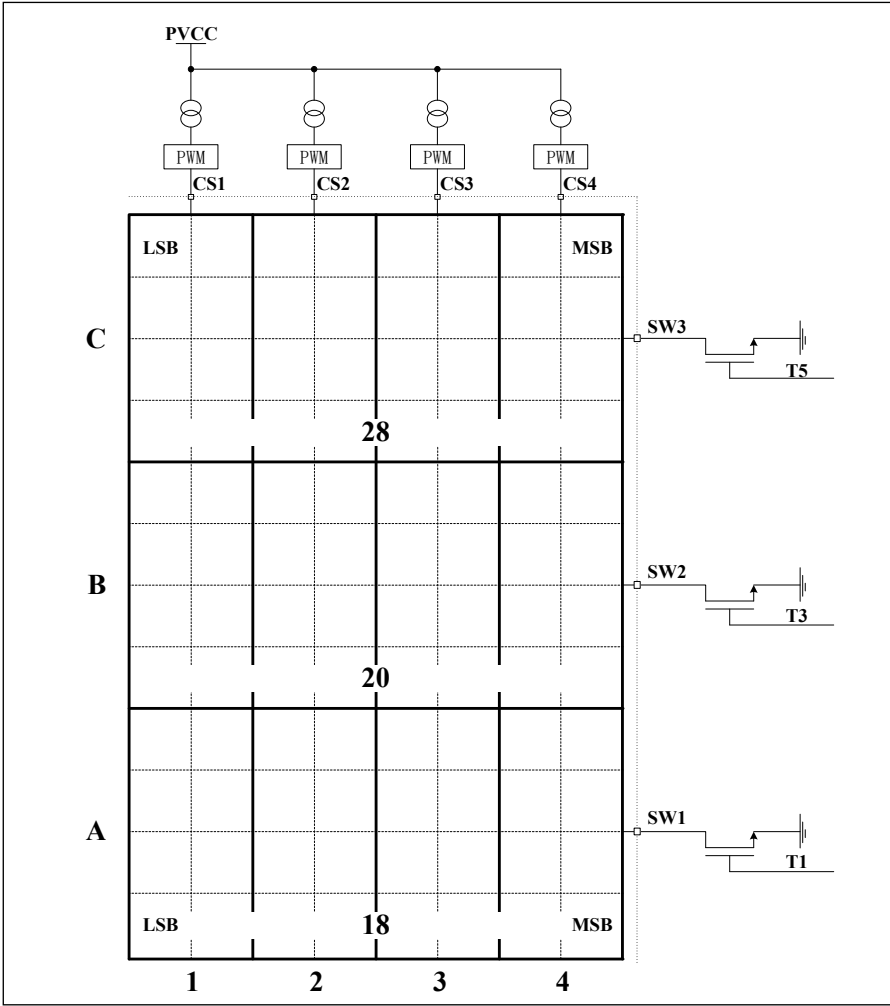 PVCC
PWM PWM PWM PWM
CS1 CS2 CS3 CS4
LSB MSB
C SW3
T5
28
B SW2
T3
20
A SW1
T1
LSB 18 MSB
1 2 3 4